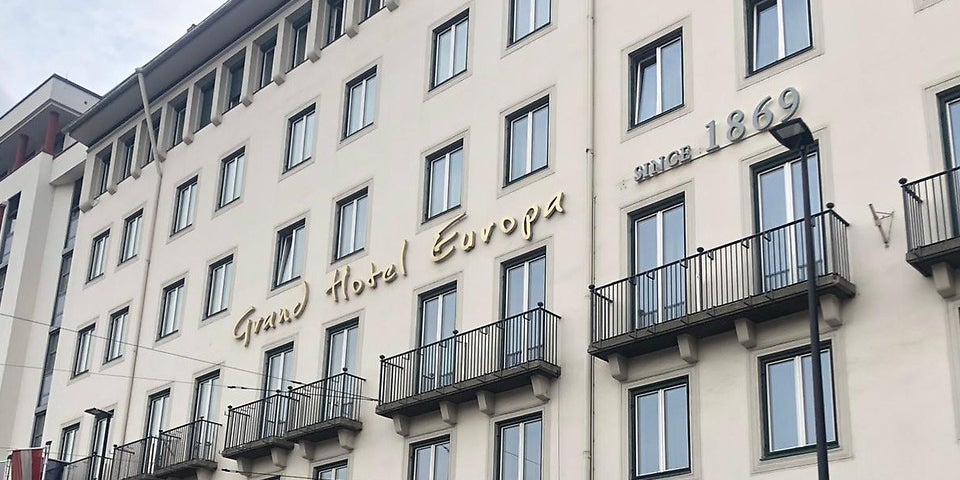 Grand Hotel Europa
SINCE 1869